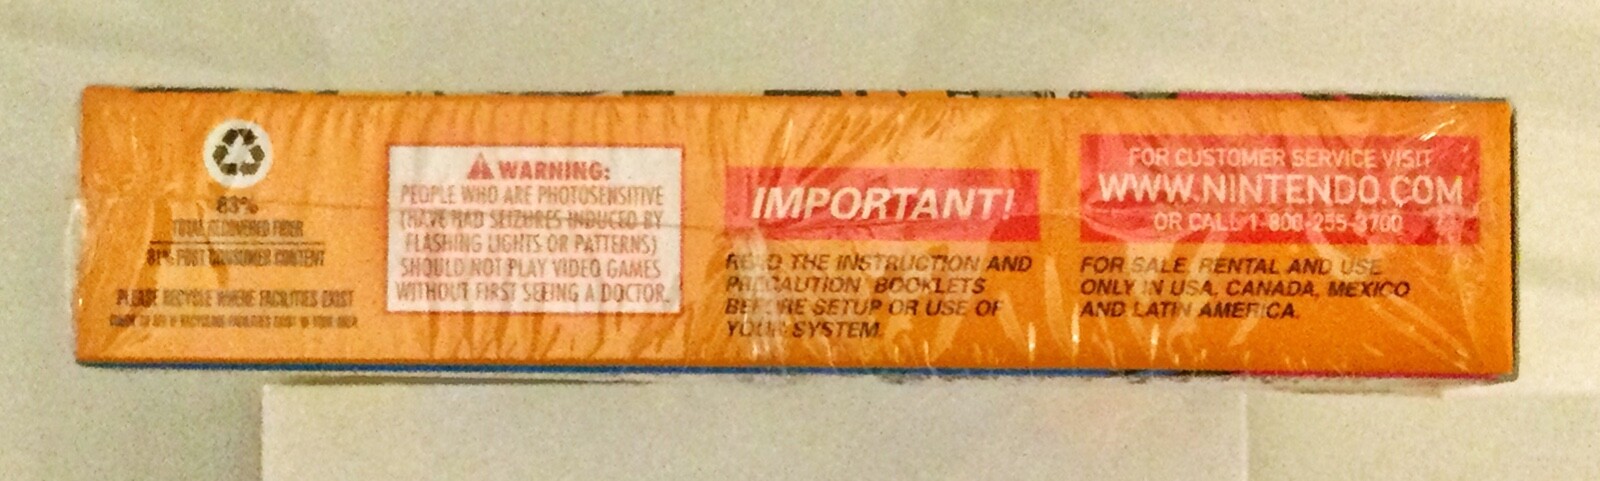 83%
TOTAL RECOVERED FIBER
81% POST CONSUMER CONTENT
PLEASE RECYCLE WHERE FACILITIES EXIST
WARNING:
PEOPLE WHO ARE PHOTOSENSITIVE
(HAVE HAD SEIZURES INDUCED BY
FLASHING LIGHTS OR PATTERNS)
SHOULD NOT PLAY VIDEO GAMES
WITHOUT FIRST SEEING A DOCTOR.
IMPORTANT!
READ THE INSTRUCTION AND
PRECAUTION BOOKLETS
BEFORE SETUP OR USE OF
YOUR SYSTEM.
FOR CUSTOMER SERVICE VISIT
WWW.NINTENDO.COM
OR CALL 1-800-255-3700
FOR SALE, RENTAL AND USE
ONLY IN USA, CANADA, MEXICO
AND LATIN AMERICA.